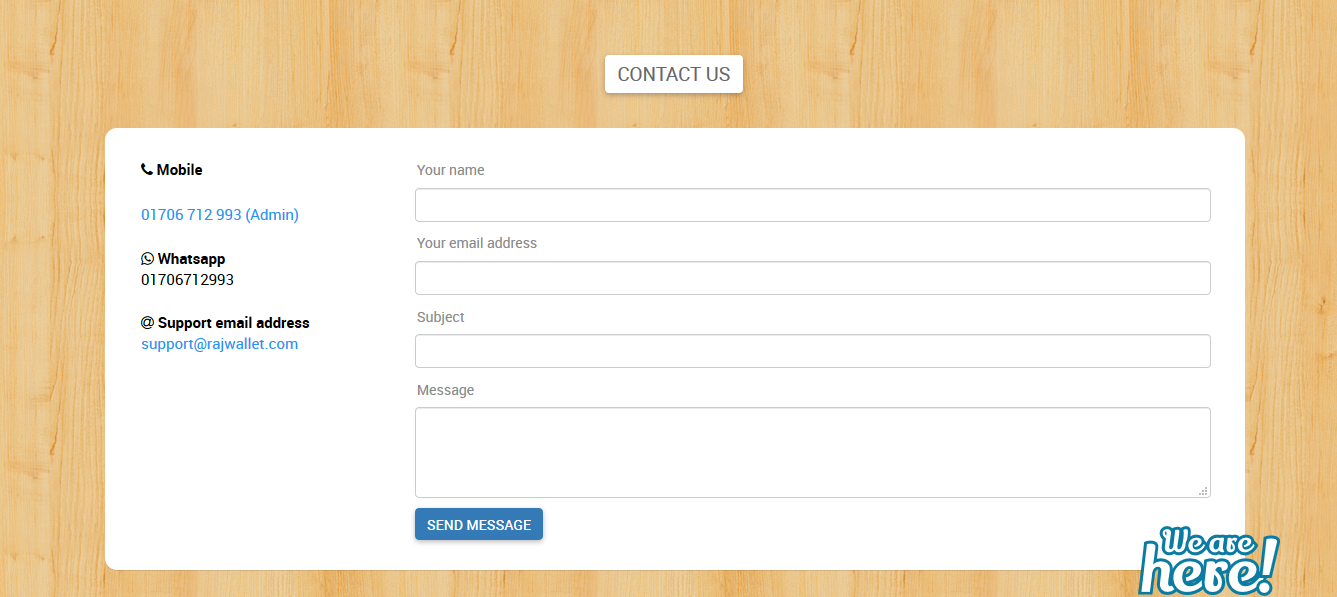 CONTACT US
Mobile
01706 712 993 (Admin)
Whatsapp
01706712993
@ Support email address
support@rajwallet.com
Your name
Your email address
Subject
Message
SEND MESSAGE
We are
here!